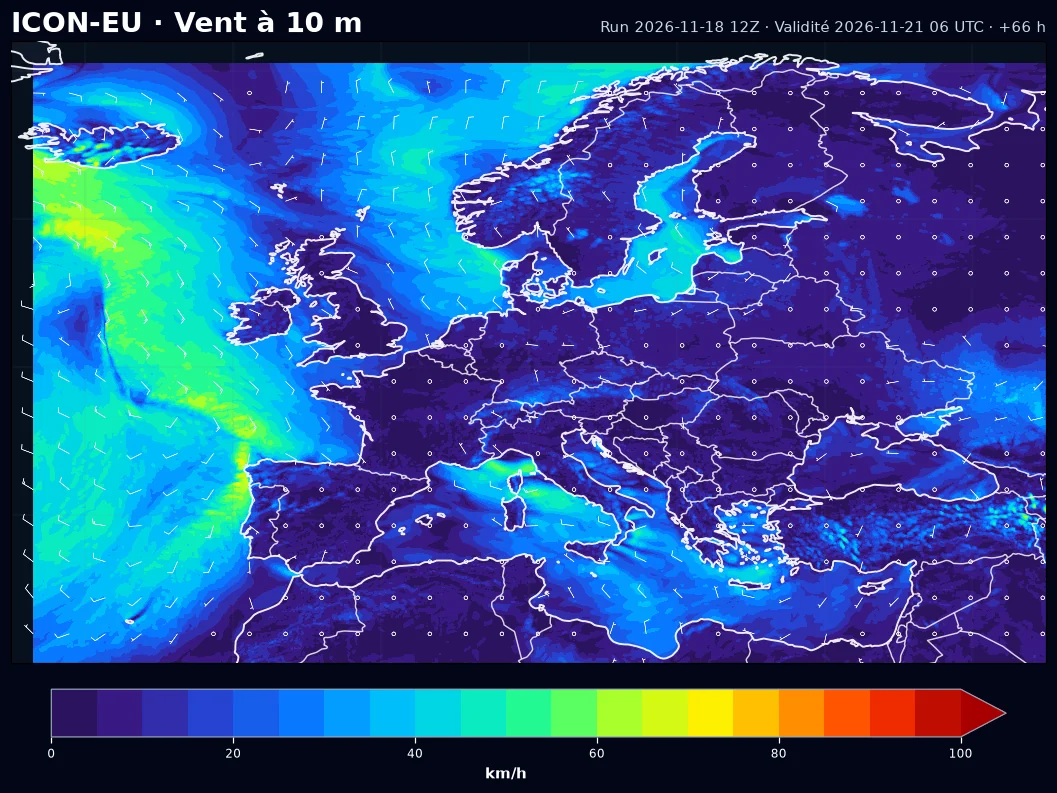 ICON-EU · Vent à 10 m
Run 2026-11-18 12Z · Validité 2026-11-21 06 UTC · +66 h
0 20 40 60 80 100
km/h